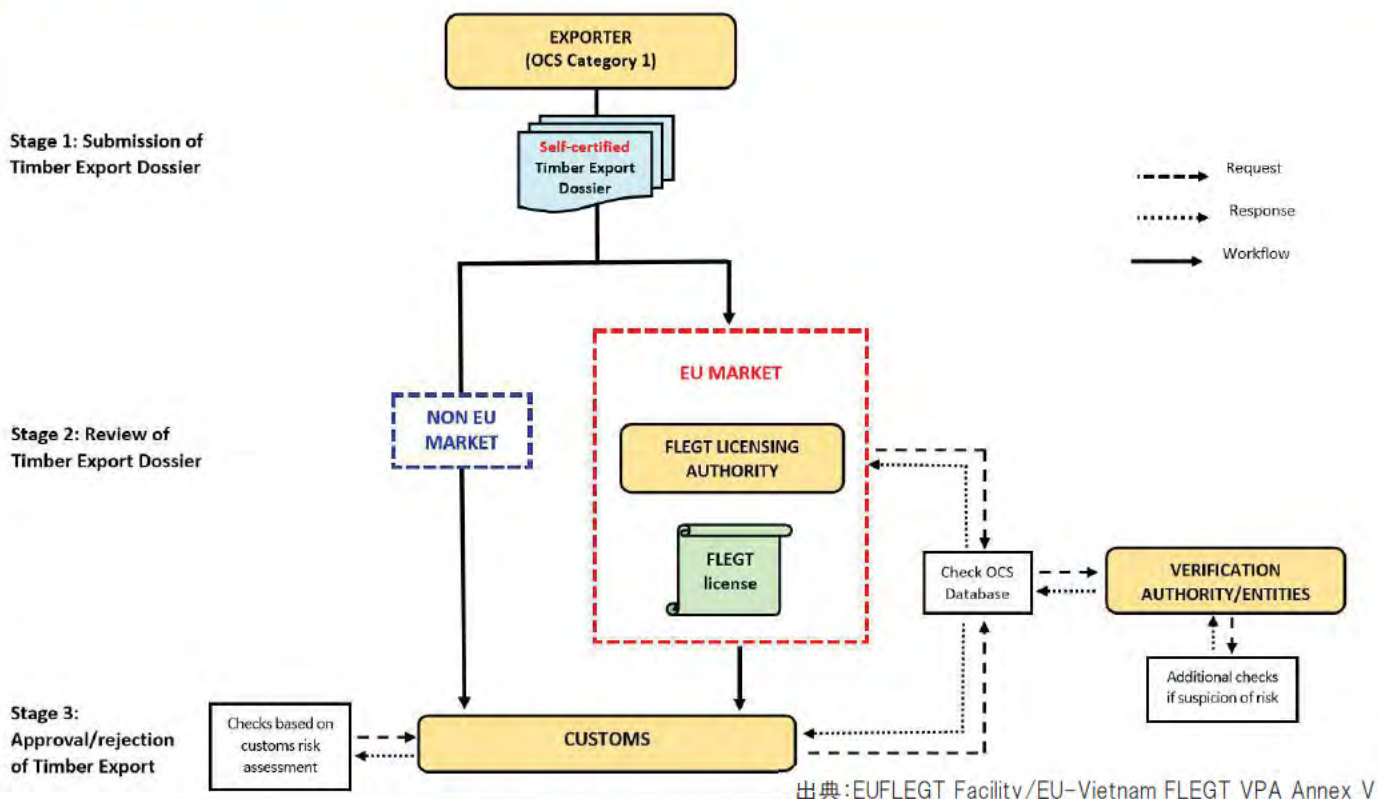 EXPORTER
(OCS Category 1)
Stage 1: Submission of
Timber Export Dossier
Self-certified
Timber Export
Dossier
Request
Response
Workflow
EU MARKET
NON EU
MARKET
Stage 2: Review of
Timber Export Dossier
FLEGT LICENSING
AUTHORITY
FLEGT
license
Check OCS
Database
VERIFICATION
AUTHORITY/ENTITIES
Additional checks
if suspicion of risk
Stage 3:
Approval/rejection
of Timber Export
Checks based on
customs risk
assessment
CUSTOMS
出典:EUFLEGT Facility/EU-Vietnam FLEGT VPA Annex V